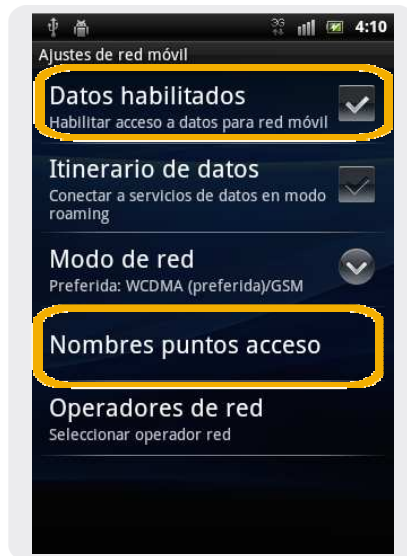 3G 4:10
Ajustes de red móvil
Datos habilitados
Habilitar acceso a datos para red móvil
Itinerario de datos
Conectar a servicios de datos en modo
roaming
Modo de red
Preferida: WCDMA (preferida)/GSM
Nombres puntos acceso
Operadores de red
Seleccionar operador red